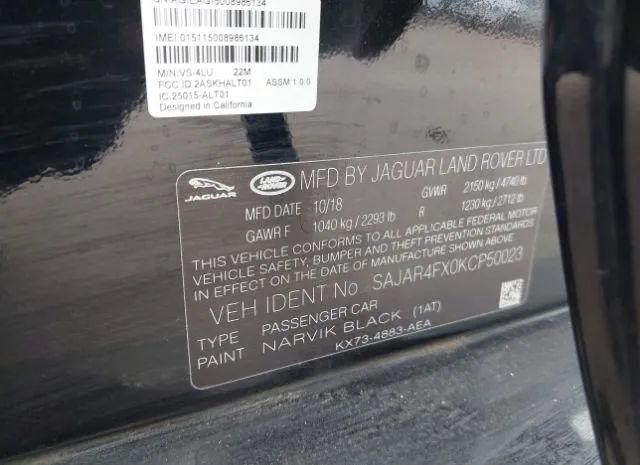 IMEI: 015115008986134
M/N:VS-4LU 22M
FCC ID:2ASKHALT01 ASSM:1.0.0
IC:25015-ALT01
Designed in California
JAGUAR
LAND ROVER
MFD BY JAGUAR LAND ROVER LTD
MFD DATE 10/18 GVWR 2150 kg / 4740 lb
GAWR F 1040 kg / 2293 lb R 1230 kg / 2712 lb
THIS VEHICLE CONFORMS TO ALL APPLICABLE FEDERAL MOTOR
VEHICLE SAFETY, BUMPER AND THEFT PREVENTION STANDARDS
IN EFFECT ON THE DATE OF MANUFACTURE SHOWN ABOVE
VEH IDENT No SAJAR4FX0KCP50023
TYPE PASSENGER CAR
PAINT NARVIK BLACK (1AT)
KX73-4883-AEA